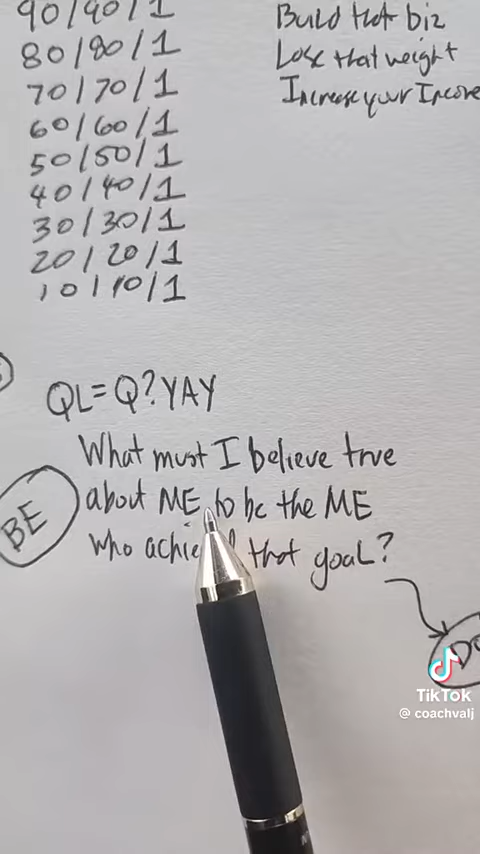 90/90/1
80/80/1
70/70/1
60/60/1
50/50/1
40/40/1
30/30/1
20/20/1
10/10/1
Build that biz
Lose that weight
Increase your Income
QL=Q?YAY
What must I believe true
about ME to be the ME
who that goal?
BE
TikTok
@coachvalj